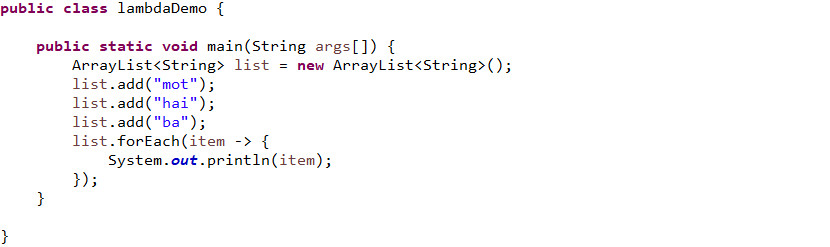 public class lambdaDemo {
public static void main(String args[]) {
ArrayList<String> list = new ArrayList<String>();
list.add("mot");
list.add("hai");
list.add("ba");
list.forEach(item -> {
System.out.println(item);
});
}
}